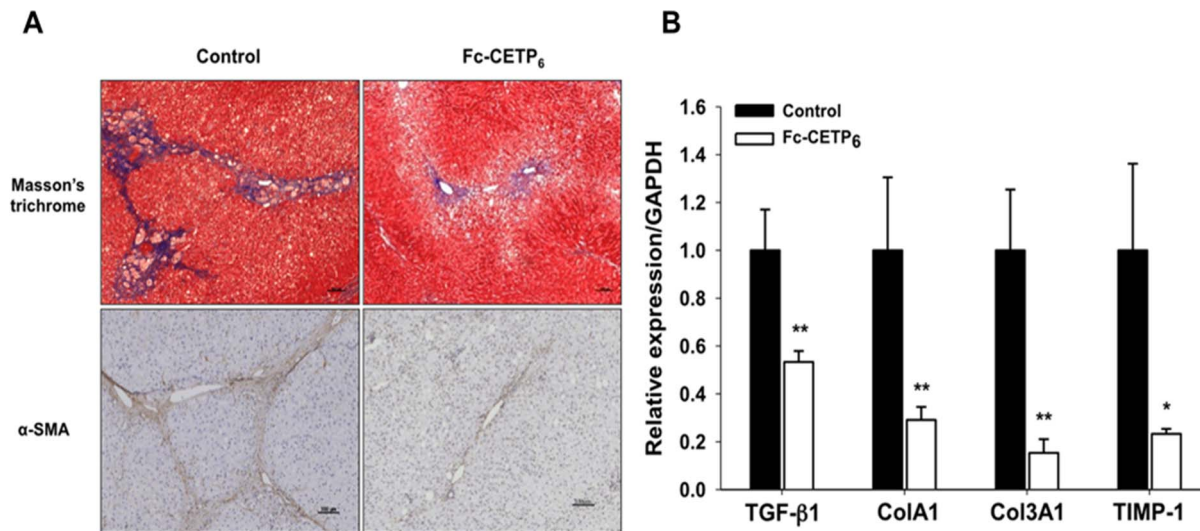 A
Control
Fc-CETP₆
Masson's
trichrome
α-SMA
B
Control
Fc-CETP₆
Relative expression/GAPDH
1.6
1.4
1.2
1.0
0.8
0.6
0.4
0.2
0.0
**
**
**
*
TGF-β1
ColA1
Col3A1
TIMP-1